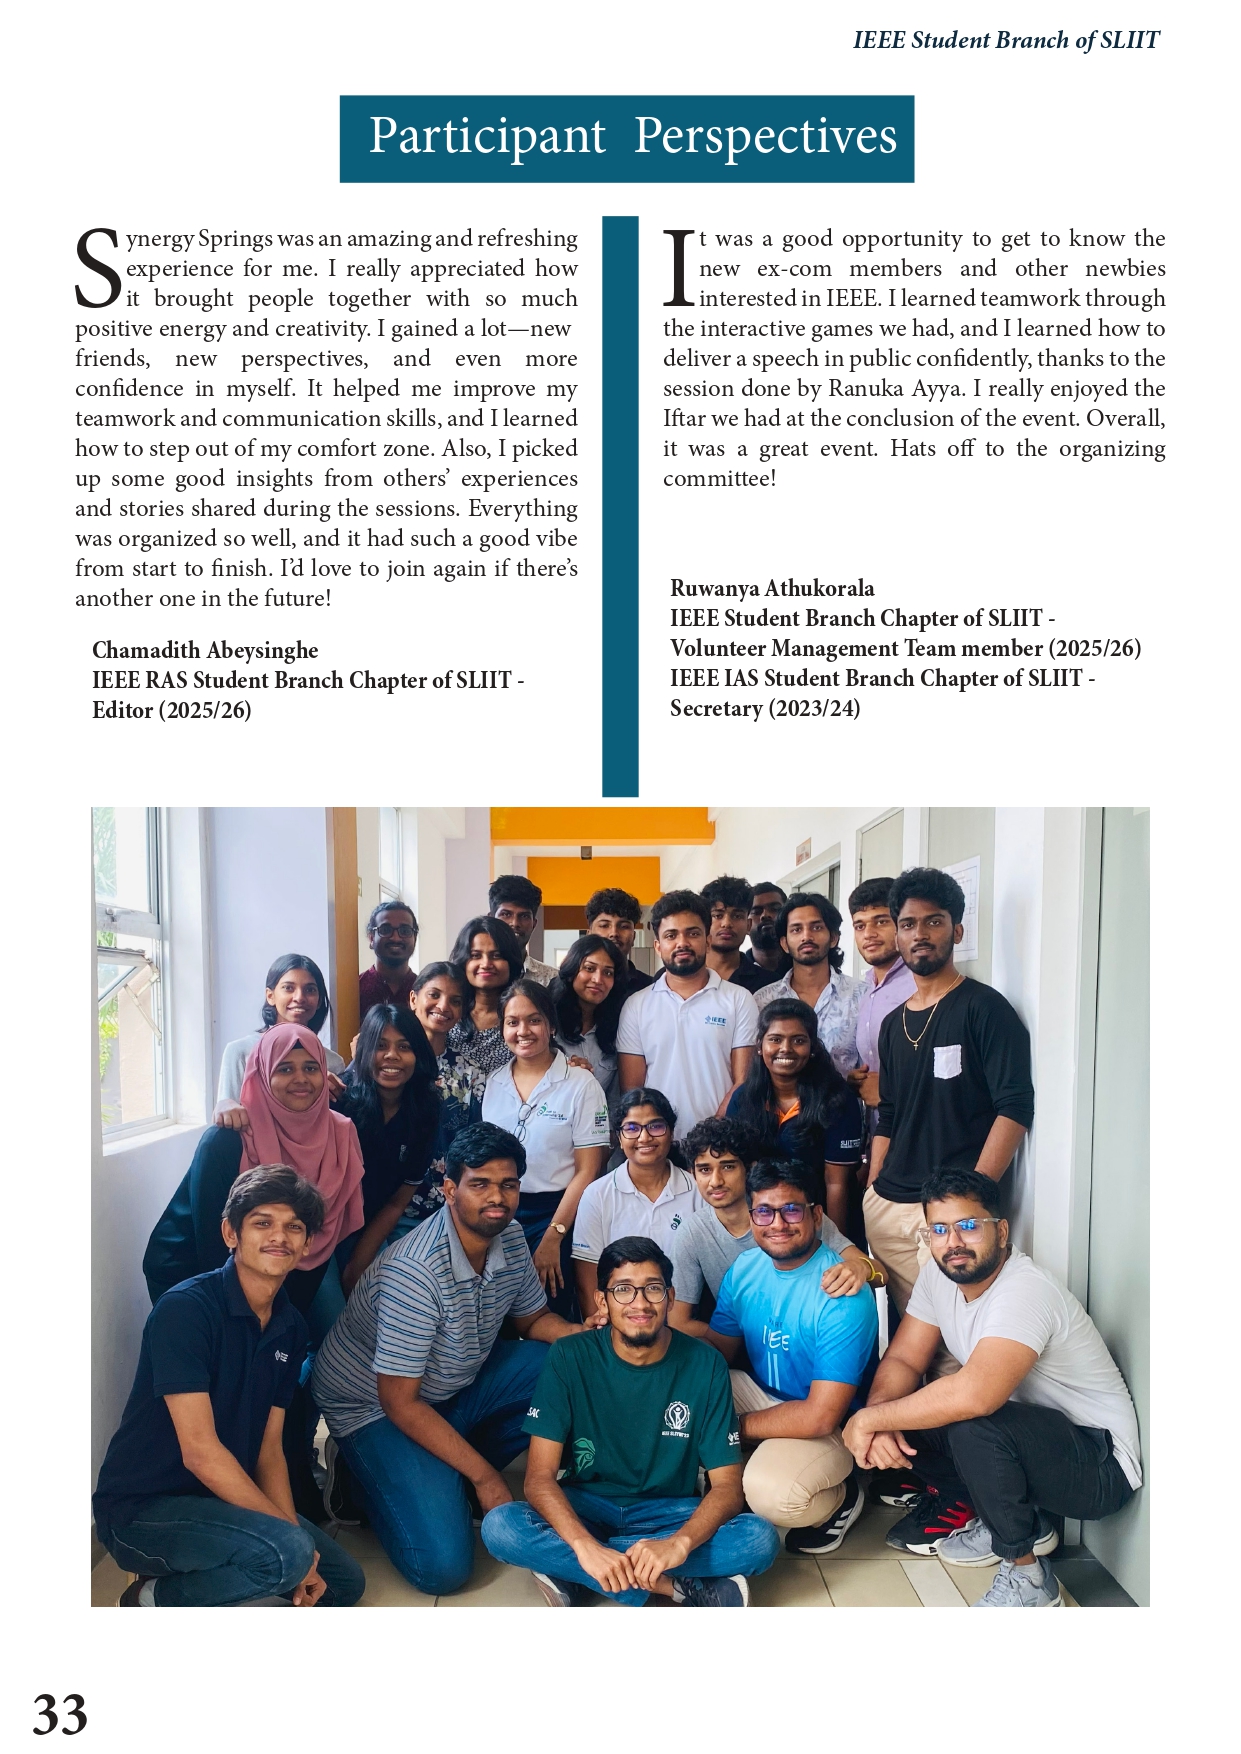 IEEE Student Branch of SLIIT
Participant Perspectives
Synergy Springs was an amazing and refreshing
experience for me. I really appreciated how
it brought people together with so much
positive energy and creativity. I gained a lot—new
friends, new perspectives, and even more
confidence in myself. It helped me improve my
teamwork and communication skills, and I learned
how to step out of my comfort zone. Also, I picked
up some good insights from others’ experiences
and stories shared during the sessions. Everything
was organized so well, and it had such a good vibe
from start to finish. I’d love to join again if there’s
another one in the future!
Chamadith Abeysinghe
IEEE RAS Student Branch Chapter of SLIIT -
Editor (2025/26)
It was a good opportunity to get to know the
new ex-com members and other newbies
interested in IEEE. I learned teamwork through
the interactive games we had, and I learned how to
deliver a speech in public confidently, thanks to the
session done by Ranuka Ayya. I really enjoyed the
Iftar we had at the conclusion of the event. Overall,
it was a great event. Hats off to the organizing
committee!
Ruwanya Athukorala
IEEE Student Branch Chapter of SLIIT -
Volunteer Management Team member (2025/26)
IEEE IAS Student Branch Chapter of SLIIT -
Secretary (2023/24)
IEEE
SLIIT
IEEE
33